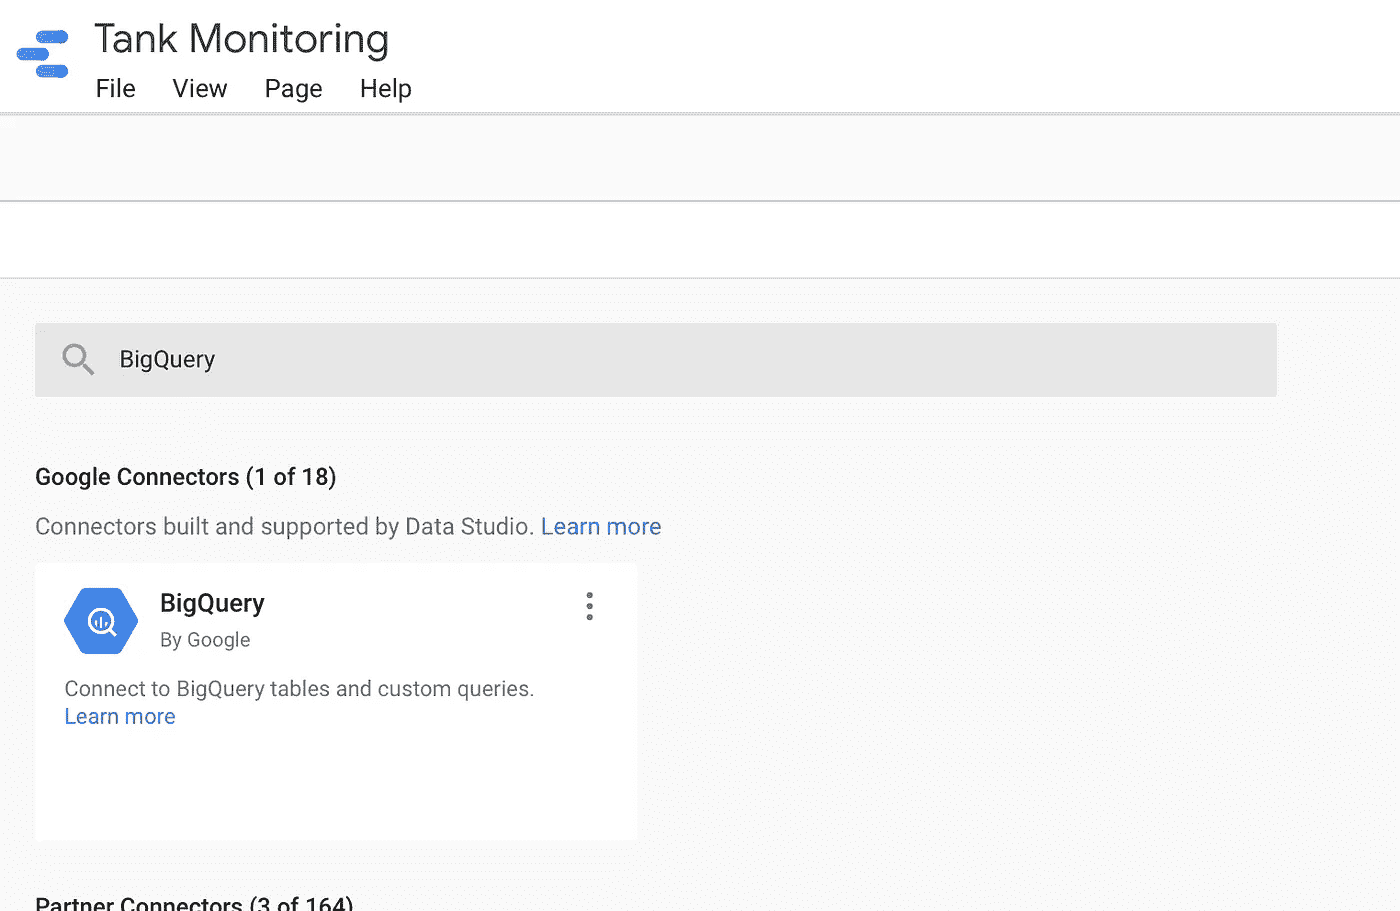 Tank Monitoring
File View Page Help
BigQuery
Google Connectors (1 of 18)
Connectors built and supported by Data Studio. Learn more
BigQuery
By Google
Connect to BigQuery tables and custom queries.
Learn more
Partner Connectors (3 of 164)